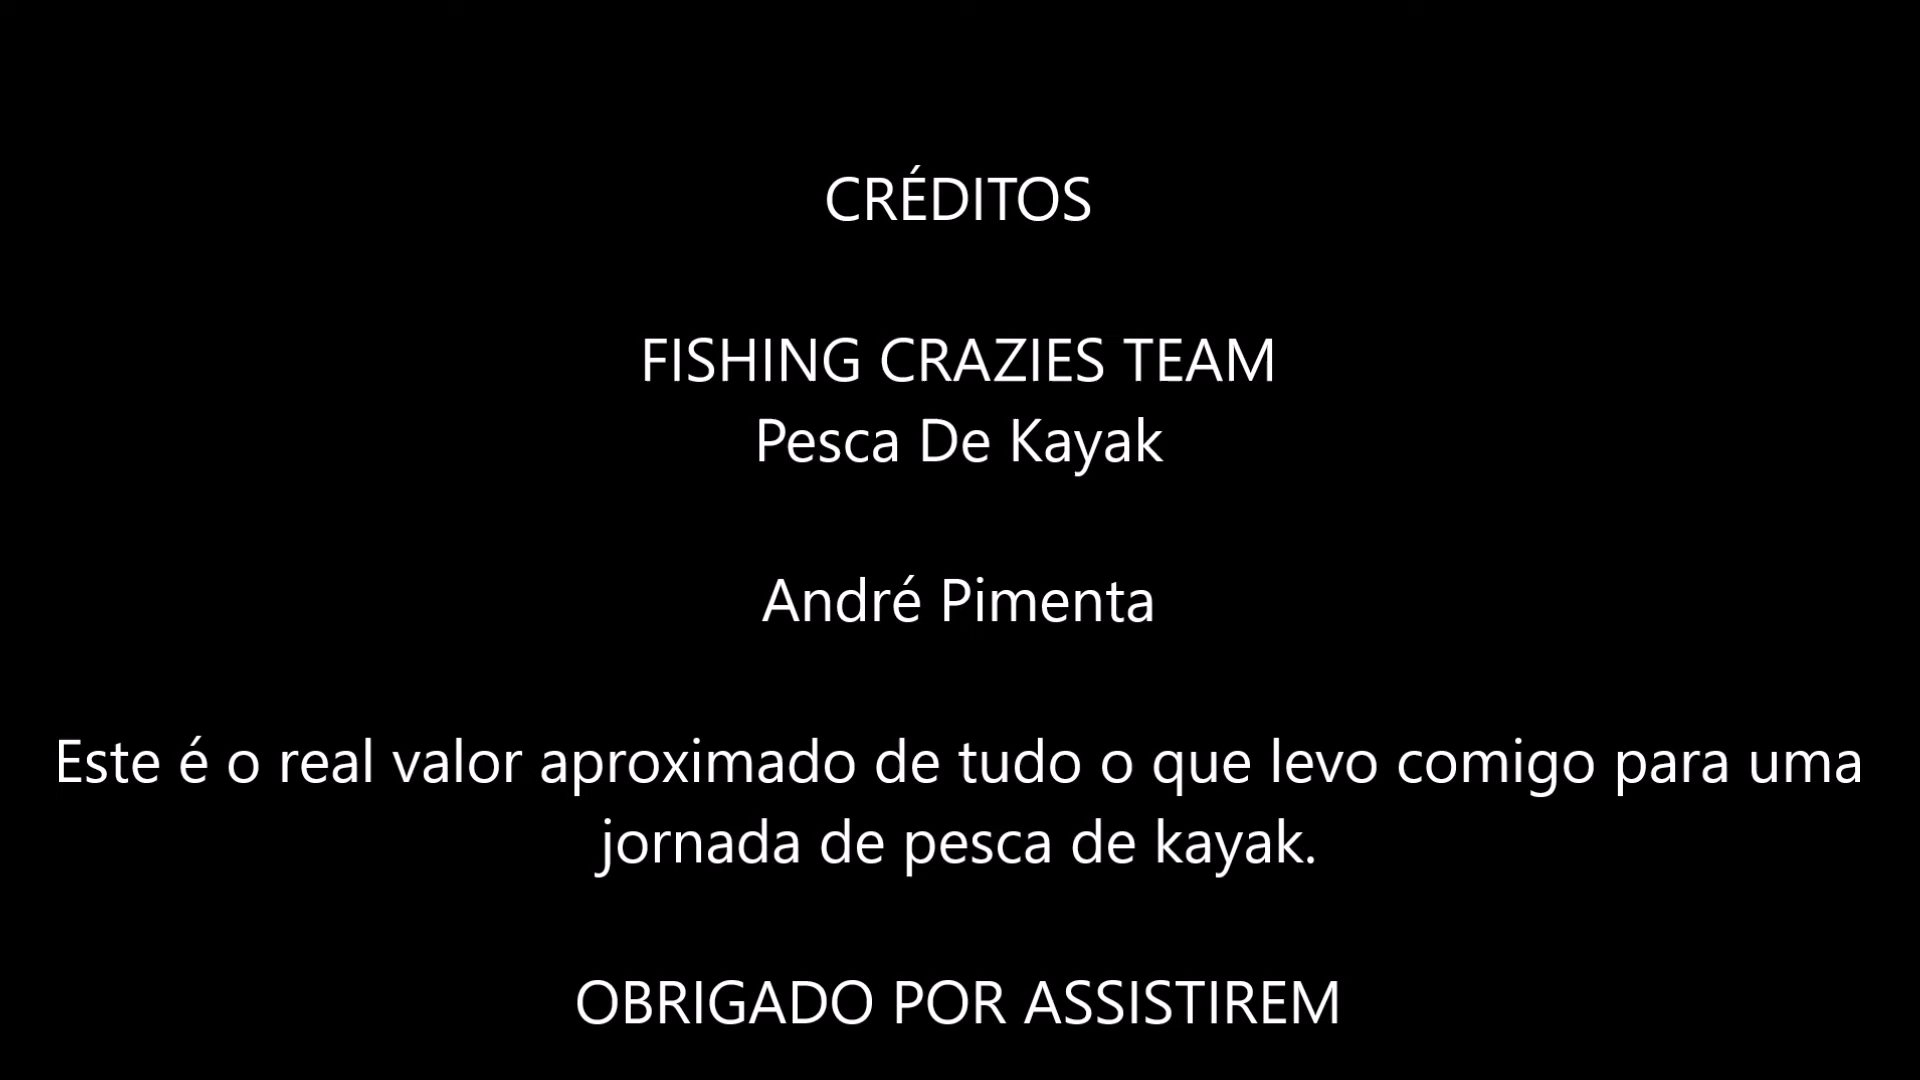 CRÉDITOS
FISHING CRAZIES TEAM
Pesca De Kayak
André Pimenta
Este é o real valor aproximado de tudo o que levo comigo para uma
jornada de pesca de kayak.
OBRIGADO POR ASSISTIREM